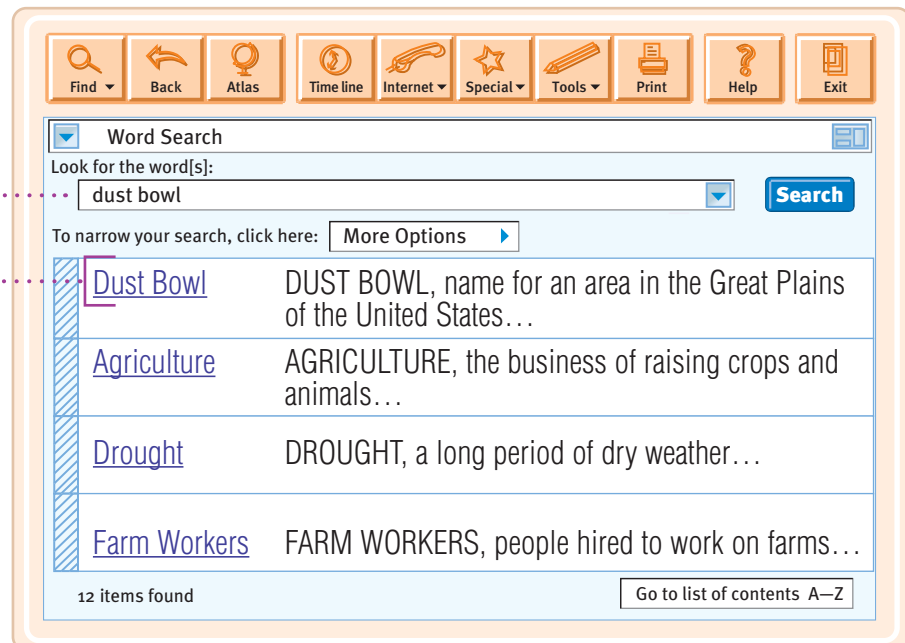 Find Back Atlas Time line Internet Special Tools Print Help Exit
Word Search
Look for the word[s]:
dust bowl Search
To narrow your search, click here: More Options
Dust Bowl DUST BOWL, name for an area in the Great Plains
of the United States…
Agriculture AGRICULTURE, the business of raising crops and
animals…
Drought DROUGHT, a long period of dry weather…
Farm Workers FARM WORKERS, people hired to work on farms…
12 items found Go to list of contents A—Z